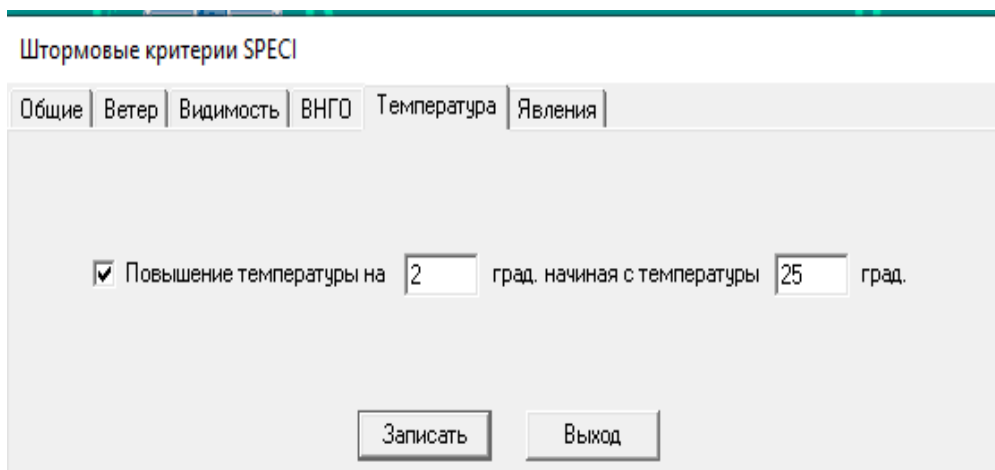 Штормовые критерии SPECI
Общие Ветер Видимость ВНГО Температура Явления
Повышение температуры на 2 град. начиная с температуры 25 град.
Записать Выход